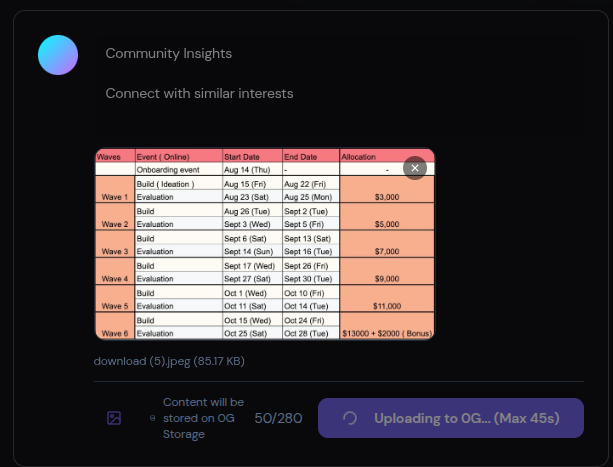 Community Insights
Connect with similar interests
Waves Event ( Online) Start Date End Date Allocation
Onboarding event Aug 14 (Thu) - -
Build ( Ideation ) Aug 15 (Fri) Aug 22 (Fri)
Wave 1 Evaluation Aug 23 (Sat) Aug 25 (Mon) $3,000
Build Aug 26 (Tue) Sept 2 (Tue)
Wave 2 Evaluation Sept 3 (Wed) Sept 5 (Fri) $5,000
Build Sept 6 (Sat) Sept 13 (Sat)
Wave 3 Evaluation Sept 14 (Sun) Sept 16 (Tue) $7,000
Build Sept 17 (Wed) Sept 26 (Fri)
Wave 4 Evaluation Sept 27 (Sat) Sept 30 (Tue) $9,000
Build Oct 1 (Wed) Oct 10 (Fri)
Wave 5 Evaluation Oct 11 (Sat) Oct 14 (Tue) $11,000
Build Oct 15 (Wed) Oct 24 (Fri)
Wave 6 Evaluation Oct 25 (Sat) Oct 28 (Tue) $13000 + $2000 ( Bonus)
download (5).jpeg (85.17 KB)
Content will be
stored on 0G
Storage
50/280
Uploading to 0G... (Max 45s)